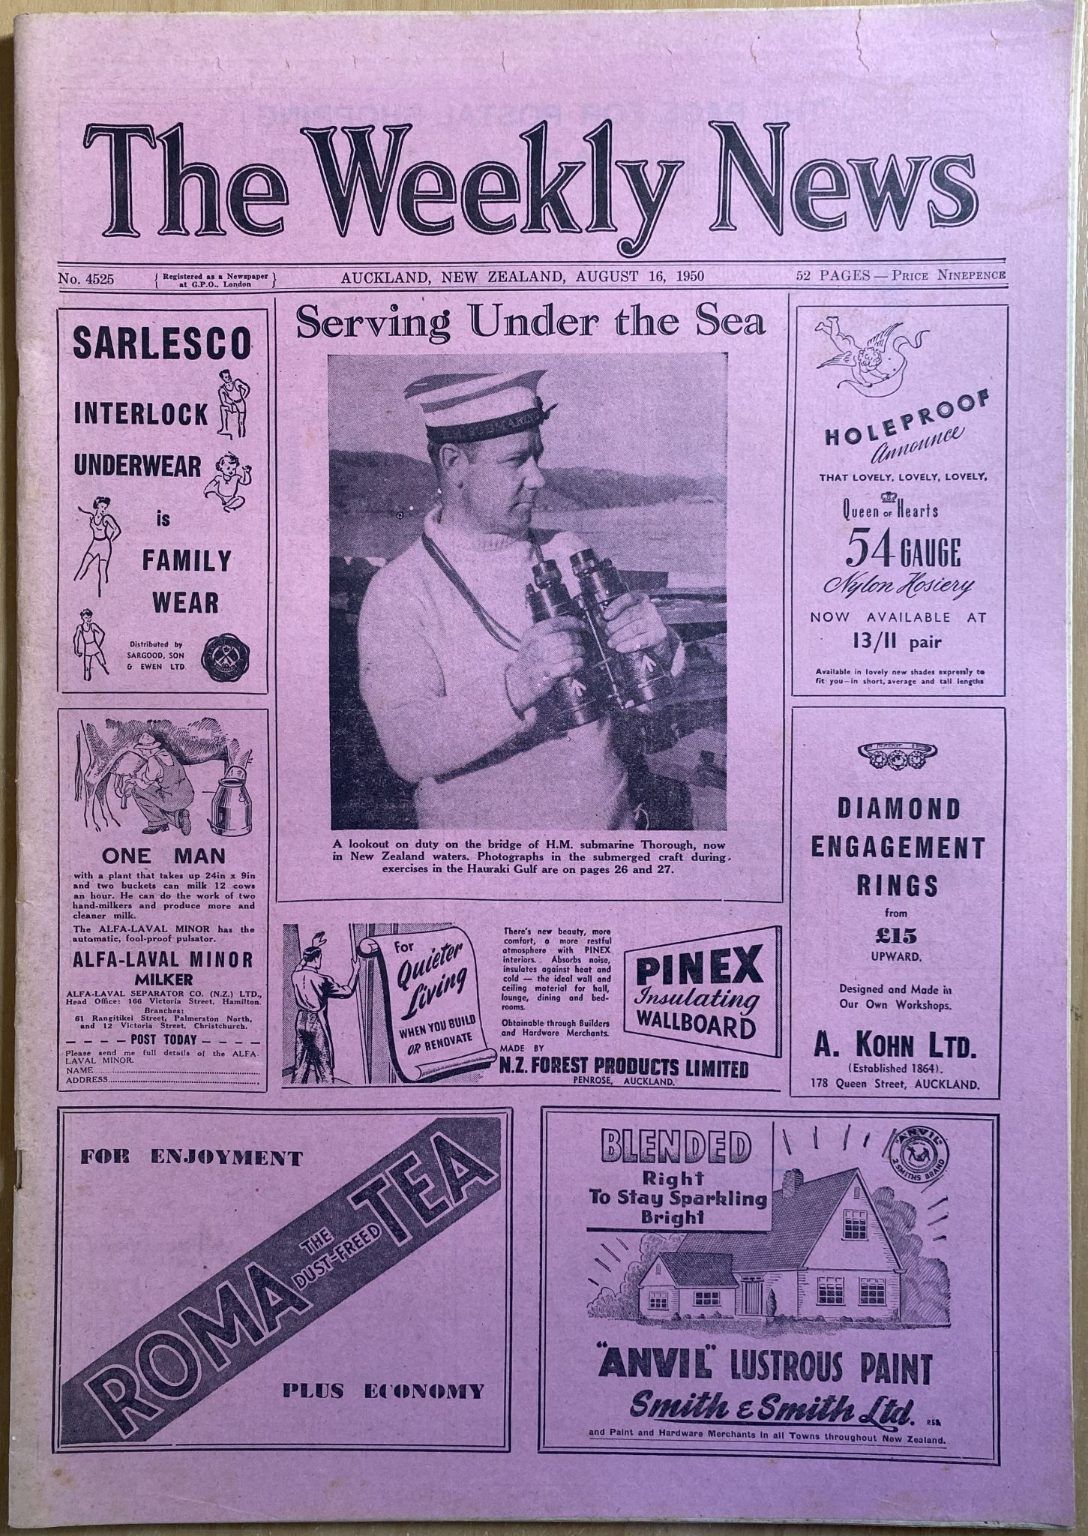 The Weekly News
No. 4525
Registered as a Newspaper
at G.P.O., London
AUCKLAND, NEW ZEALAND, AUGUST 16, 1950
52 PAGES — PRICE NINEPENCE
SARLESCO
INTERLOCK
UNDERWEAR
is
FAMILY
WEAR
Distributed by
SARGOOD, SON
& EWEN LTD
ONE MAN
with a plant that takes up 24in x 9in
and two buckets can milk 12 cows
an hour. He can do the work of two
hand-milkers and produce more and
cleaner milk.
The ALFA-LAVAL MINOR has the
automatic, fool-proof pulsator.
ALFA-LAVAL MINOR
MILKER
ALFA-LAVAL SEPARATOR CO. (N.Z.) LTD.,
Head Office: 166 Victoria Street, Hamilton.
Branches:
61 Rangitikei Street, Palmerston North,
and 12 Victoria Street, Christchurch.
— — — — POST TODAY — — — —
Please send me full details of the ALFA-
LAVAL MINOR.
NAME
ADDRESS
Serving Under the Sea
SUBMARINE
A lookout on duty on the bridge of H.M. submarine Thorough, now
in New Zealand waters. Photographs in the submerged craft during
exercises in the Hauraki Gulf are on pages 26 and 27.
For
Quieter
Living
WHEN YOU BUILD
OR RENOVATE
There's new beauty, more
comfort, a more restful
atmosphere with PINEX
interiors. Absorbs noise,
insulates against heat and
cold — the ideal wall and
ceiling material for hall,
lounge, dining and bed-
rooms.
Obtainable through Builders
and Hardware Merchants.
MADE BY
N.Z. FOREST PRODUCTS LIMITED
PENROSE, AUCKLAND.
PINEX
Insulating
WALLBOARD
HOLEPROOF
Announce
THAT LOVELY, LOVELY, LOVELY,
Queen OF Hearts
54 GAUGE
Nylon Hosiery
NOW AVAILABLE AT
13/11 pair
Available in lovely new shades expressly to
fit you—in short, average and tall lengths
DIAMOND
ENGAGEMENT
RINGS
from
£15
UPWARD.
Designed and Made in
Our Own Workshops.
A. KOHN LTD.
(Established 1864).
178 Queen Street, AUCKLAND.
FOR ENJOYMENT
ROMA
THE
DUST-FREED
TEA
PLUS ECONOMY
BLENDED
Right
To Stay Sparkling
Bright
"ANVIL"
2 SMITHS BRAND
"ANVIL" LUSTROUS PAINT
Smith & Smith Ltd.
and Paint and Hardware Merchants in all Towns throughout New Zealand.